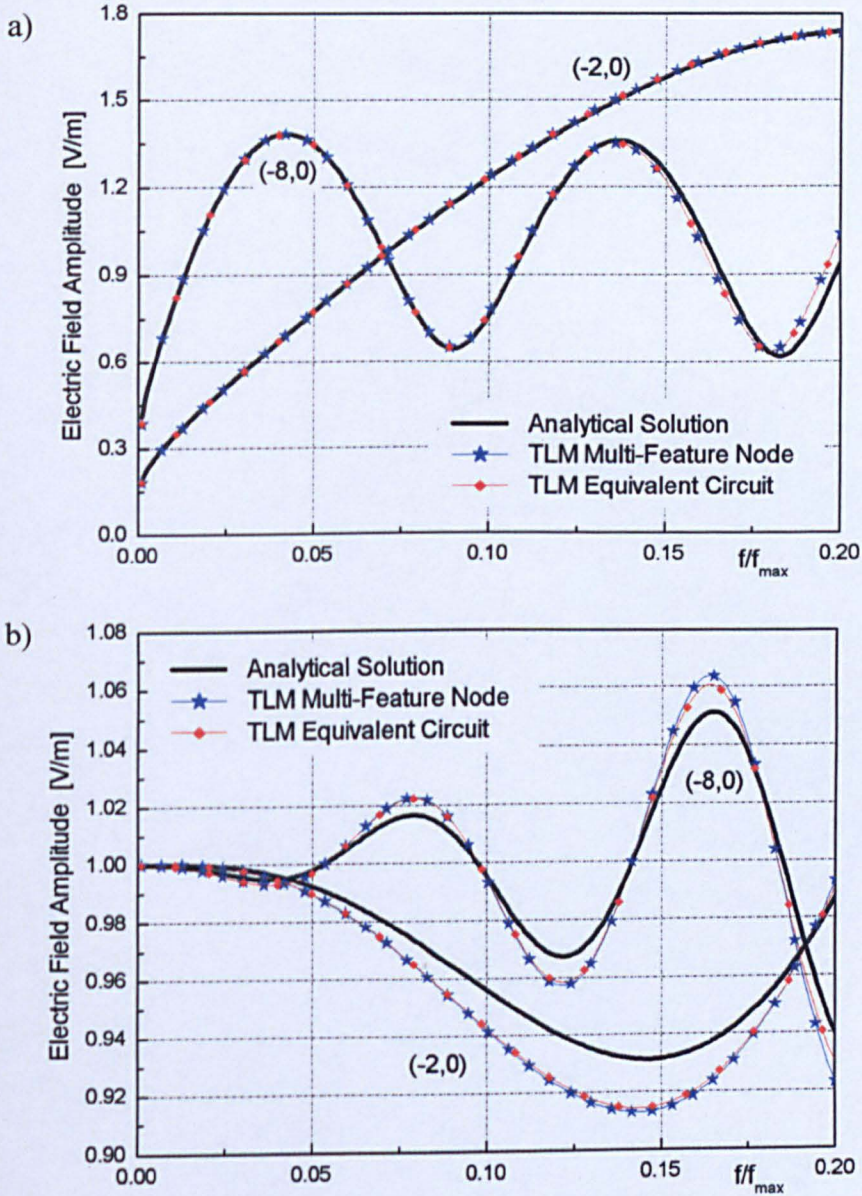 a)
Electric Field Amplitude [V/m]
1.8
1.5
1.2
0.9
0.6
0.3
0.0
(-2,0)
(-8,0)
Analytical Solution
TLM Multi-Feature Node
TLM Equivalent Circuit
0.00
0.05
0.10
0.15
0.20
f/fmax
b)
Electric Field Amplitude [V/m]
1.08
1.06
1.04
1.02
1.00
0.98
0.96
0.94
0.92
0.90
Analytical Solution
TLM Multi-Feature Node
TLM Equivalent Circuit
(-8,0)
(-2,0)
0.00
0.05
0.10
0.15
0.20
f/fmax